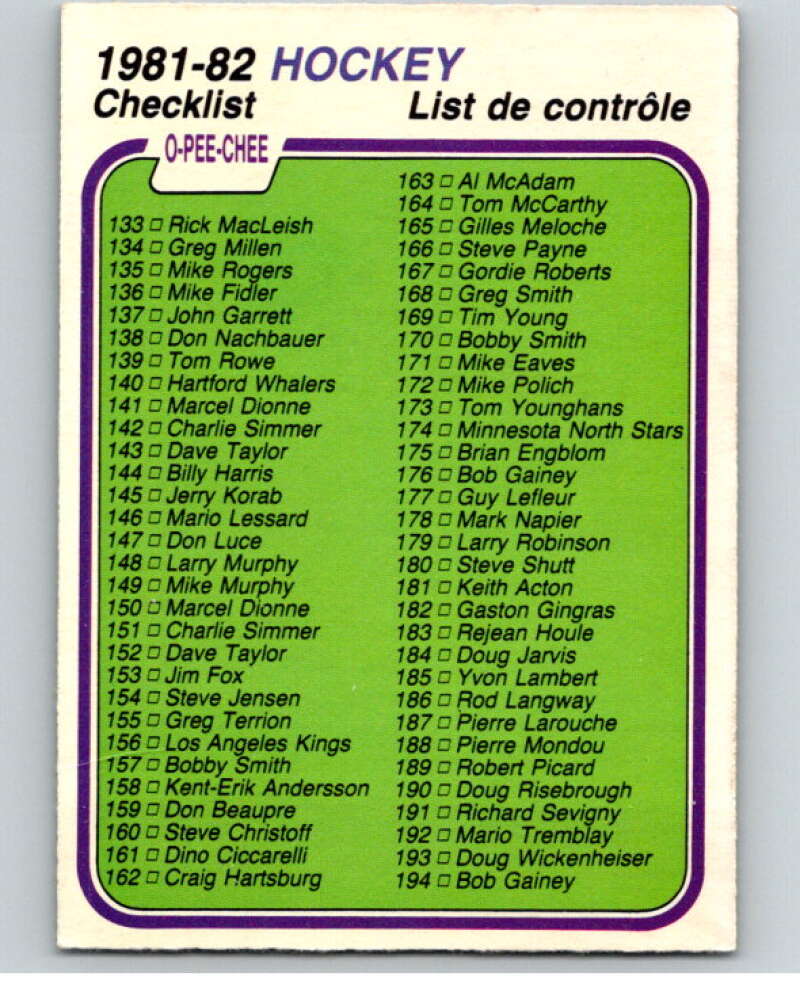 1981-82 HOCKEY
Checklist
List de contrôle
O-PEE-CHEE
133 □ Rick MacLeish
134 □ Greg Millen
135 □ Mike Rogers
136 □ Mike Fidler
137 □ John Garrett
138 □ Don Nachbauer
139 □ Tom Rowe
140 □ Hartford Whalers
141 □ Marcel Dionne
142 □ Charlie Simmer
143 □ Dave Taylor
144 □ Billy Harris
145 □ Jerry Korab
146 □ Mario Lessard
147 □ Don Luce
148 □ Larry Murphy
149 □ Mike Murphy
150 □ Marcel Dionne
151 □ Charlie Simmer
152 □ Dave Taylor
153 □ Jim Fox
154 □ Steve Jensen
155 □ Greg Terrion
156 □ Los Angeles Kings
157 □ Bobby Smith
158 □ Kent-Erik Andersson
159 □ Don Beaupre
160 □ Steve Christoff
161 □ Dino Ciccarelli
162 □ Craig Hartsburg
163 □ Al McAdam
164 □ Tom McCarthy
165 □ Gilles Meloche
166 □ Steve Payne
167 □ Gordie Roberts
168 □ Greg Smith
169 □ Tim Young
170 □ Bobby Smith
171 □ Mike Eaves
172 □ Mike Polich
173 □ Tom Younghans
174 □ Minnesota North Stars
175 □ Brian Engblom
176 □ Bob Gainey
177 □ Guy Lefleur
178 □ Mark Napier
179 □ Larry Robinson
180 □ Steve Shutt
181 □ Keith Acton
182 □ Gaston Gingras
183 □ Rejean Houle
184 □ Doug Jarvis
185 □ Yvon Lambert
186 □ Rod Langway
187 □ Pierre Larouche
188 □ Pierre Mondou
189 □ Robert Picard
190 □ Doug Risebrough
191 □ Richard Sevigny
192 □ Mario Tremblay
193 □ Doug Wickenheiser
194 □ Bob Gainey